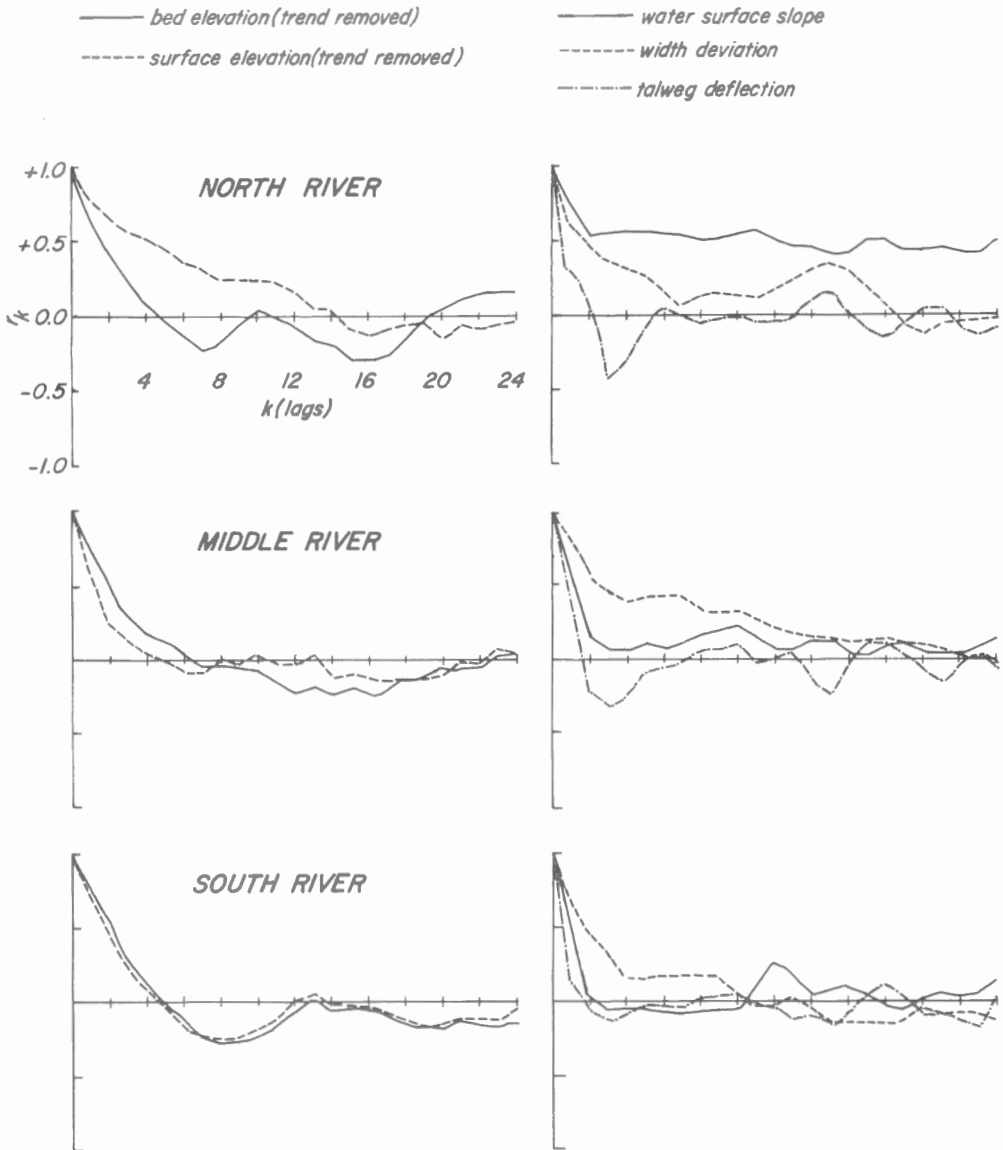 bed elevation (trend removed)
surface elevation (trend removed)
water surface slope
width deviation
talweg deflection
NORTH RIVER
+1.0
+0.5
0.0
-0.5
-1.0
rk
4 8 12 16 20 24
k (lags)
MIDDLE RIVER
SOUTH RIVER